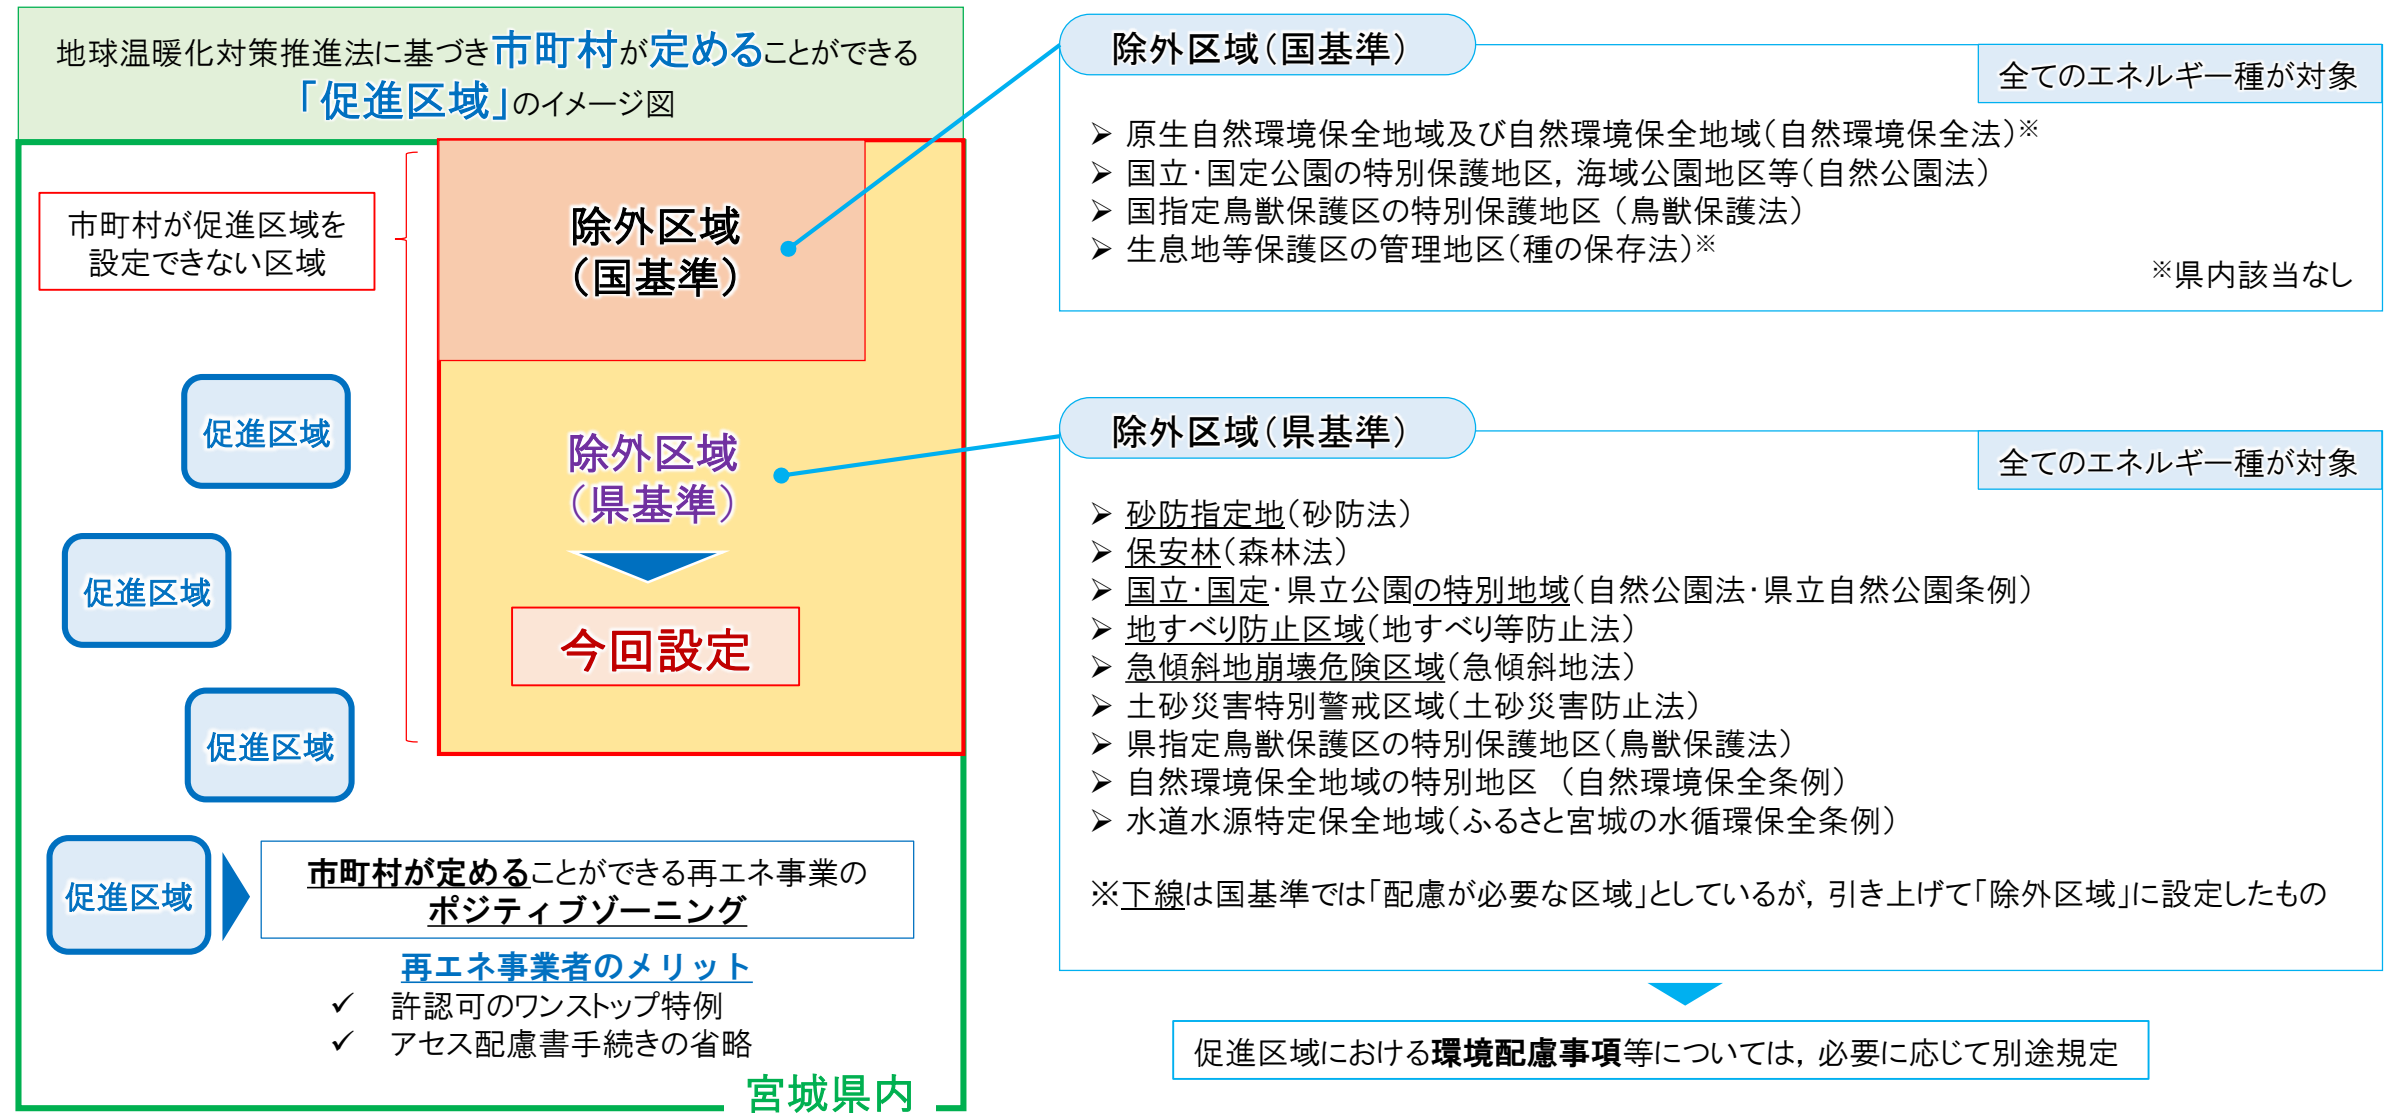 地球温暖化対策推進法に基づき市町村が定めることができる
「促進区域」のイメージ図
市町村が促進区域を
設定できない区域
除外区域
（国基準）
除外区域
（県基準）
今回設定
促進区域
促進区域
促進区域
促進区域
市町村が定めることができる再エネ事業の
ポジティブゾーニング
再エネ事業者のメリット
✓ 許認可のワンストップ特例
✓ アセス配慮書手続きの省略
宮城県内
除外区域（国基準）
全てのエネルギー種が対象
➢ 原生自然環境保全地域及び自然環境保全地域（自然環境保全法）※
➢ 国立・国定公園の特別保護地区，海域公園地区等（自然公園法）
➢ 国指定鳥獣保護区の特別保護地区（鳥獣保護法）
➢ 生息地等保護区の管理地区（種の保存法）※
※県内該当なし
除外区域（県基準）
全てのエネルギー種が対象
➢ 砂防指定地（砂防法）
➢ 保安林（森林法）
➢ 国立・国定・県立公園の特別地域（自然公園法・県立自然公園条例）
➢ 地すべり防止区域（地すべり等防止法）
➢ 急傾斜地崩壊危険区域（急傾斜地法）
➢ 土砂災害特別警戒区域（土砂災害防止法）
➢ 県指定鳥獣保護区の特別保護地区（鳥獣保護法）
➢ 自然環境保全地域の特別地区　（自然環境保全条例）
➢ 水道水源特定保全地域（ふるさと宮城の水循環保全条例）
※下線は国基準では「配慮が必要な区域」としているが，引き上げて「除外区域」に設定したもの
促進区域における環境配慮事項等については，必要に応じて別途規定